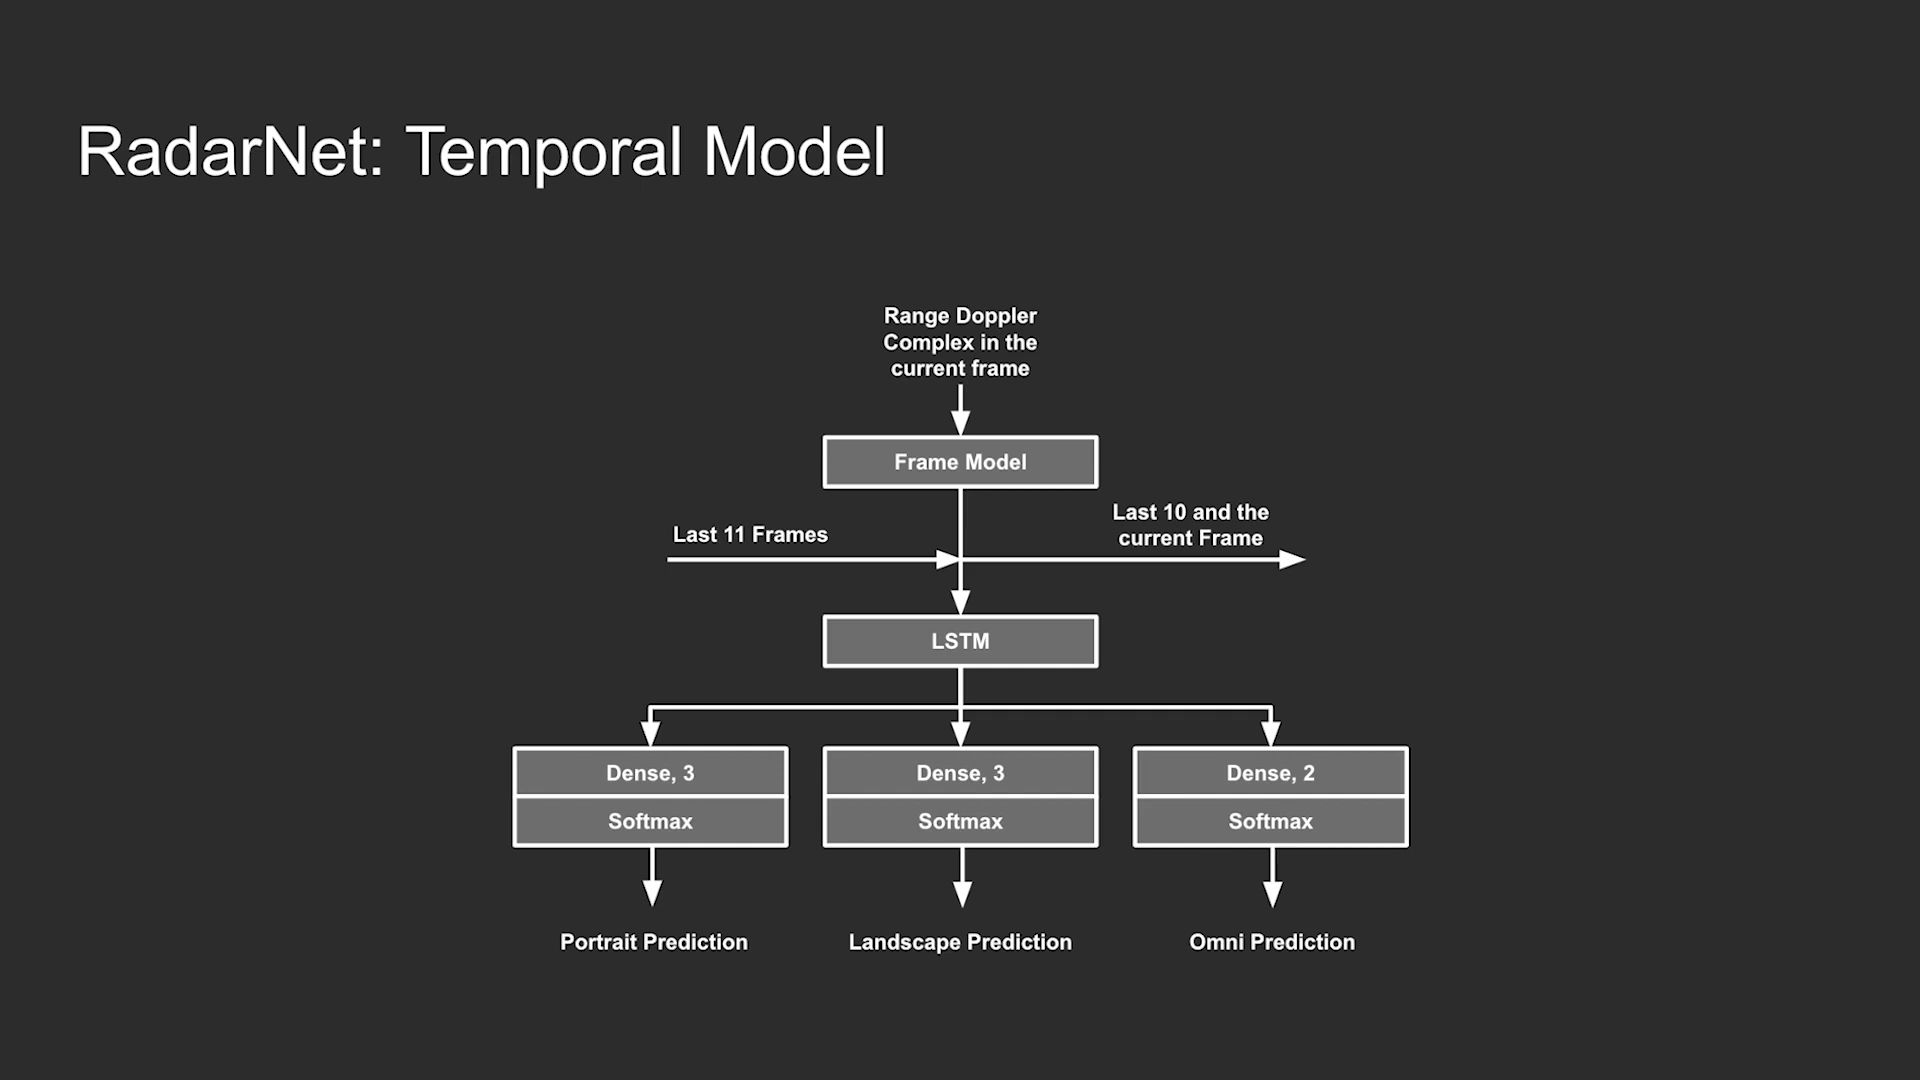 RadarNet: Temporal Model
Range Doppler
Complex in the
current frame
Frame Model
Last 11 Frames
Last 10 and the
current Frame
LSTM
Dense, 3
Softmax
Dense, 3
Softmax
Dense, 2
Softmax
Portrait Prediction
Landscape Prediction
Omni Prediction